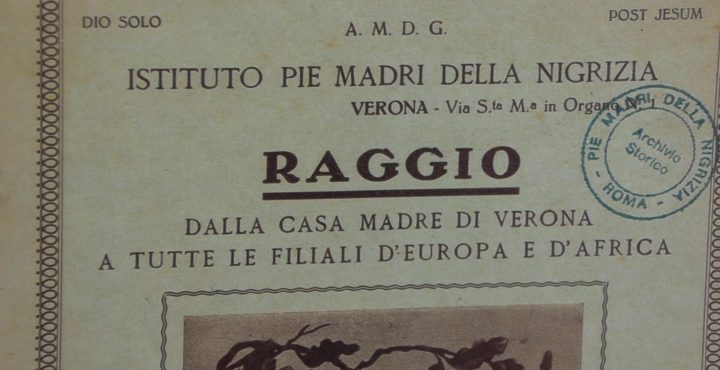 DIO SOLO
A. M. D. G.
POST JESUM
ISTITUTO PIE MADRI DELLA NIGRIZIA
VERONA - Via S.ta M.a in Organo N. 1
RAGGIO
DALLA CASA MADRE DI VERONA
A TUTTE LE FILIALI D'EUROPA E D'AFRICA
PIE MADRI DELLA NIGRIZIA
- ROMA -
Archivio
Storico